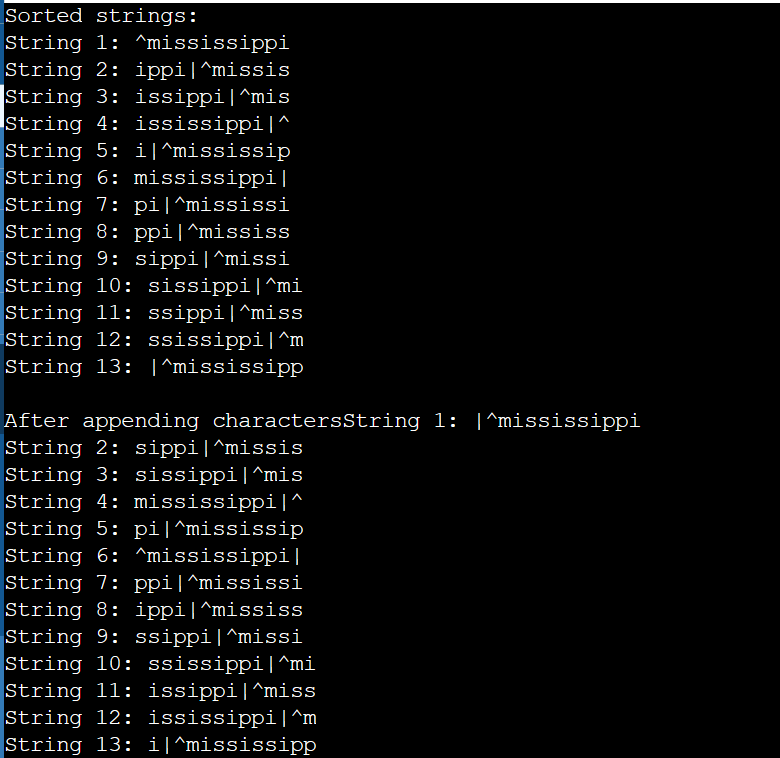 Sorted strings:
String 1: ^mississippi
String 2: ippi|^missis
String 3: issippi|^mis
String 4: ississippi|^
String 5: i|^mississip
String 6: mississippi|
String 7: pi|^mississi
String 8: ppi|^mississ
String 9: sippi|^missi
String 10: sissippi|^mi
String 11: ssippi|^miss
String 12: ssissippi|^m
String 13: |^mississipp
After appending charactersString 1: |^mississippi
String 2: sippi|^missis
String 3: sissippi|^mis
String 4: mississippi|^
String 5: pi|^mississip
String 6: ^mississippi|
String 7: ppi|^mississi
String 8: ippi|^mississ
String 9: ssippi|^missi
String 10: ssissippi|^mi
String 11: issippi|^miss
String 12: ississippi|^m
String 13: i|^mississipp